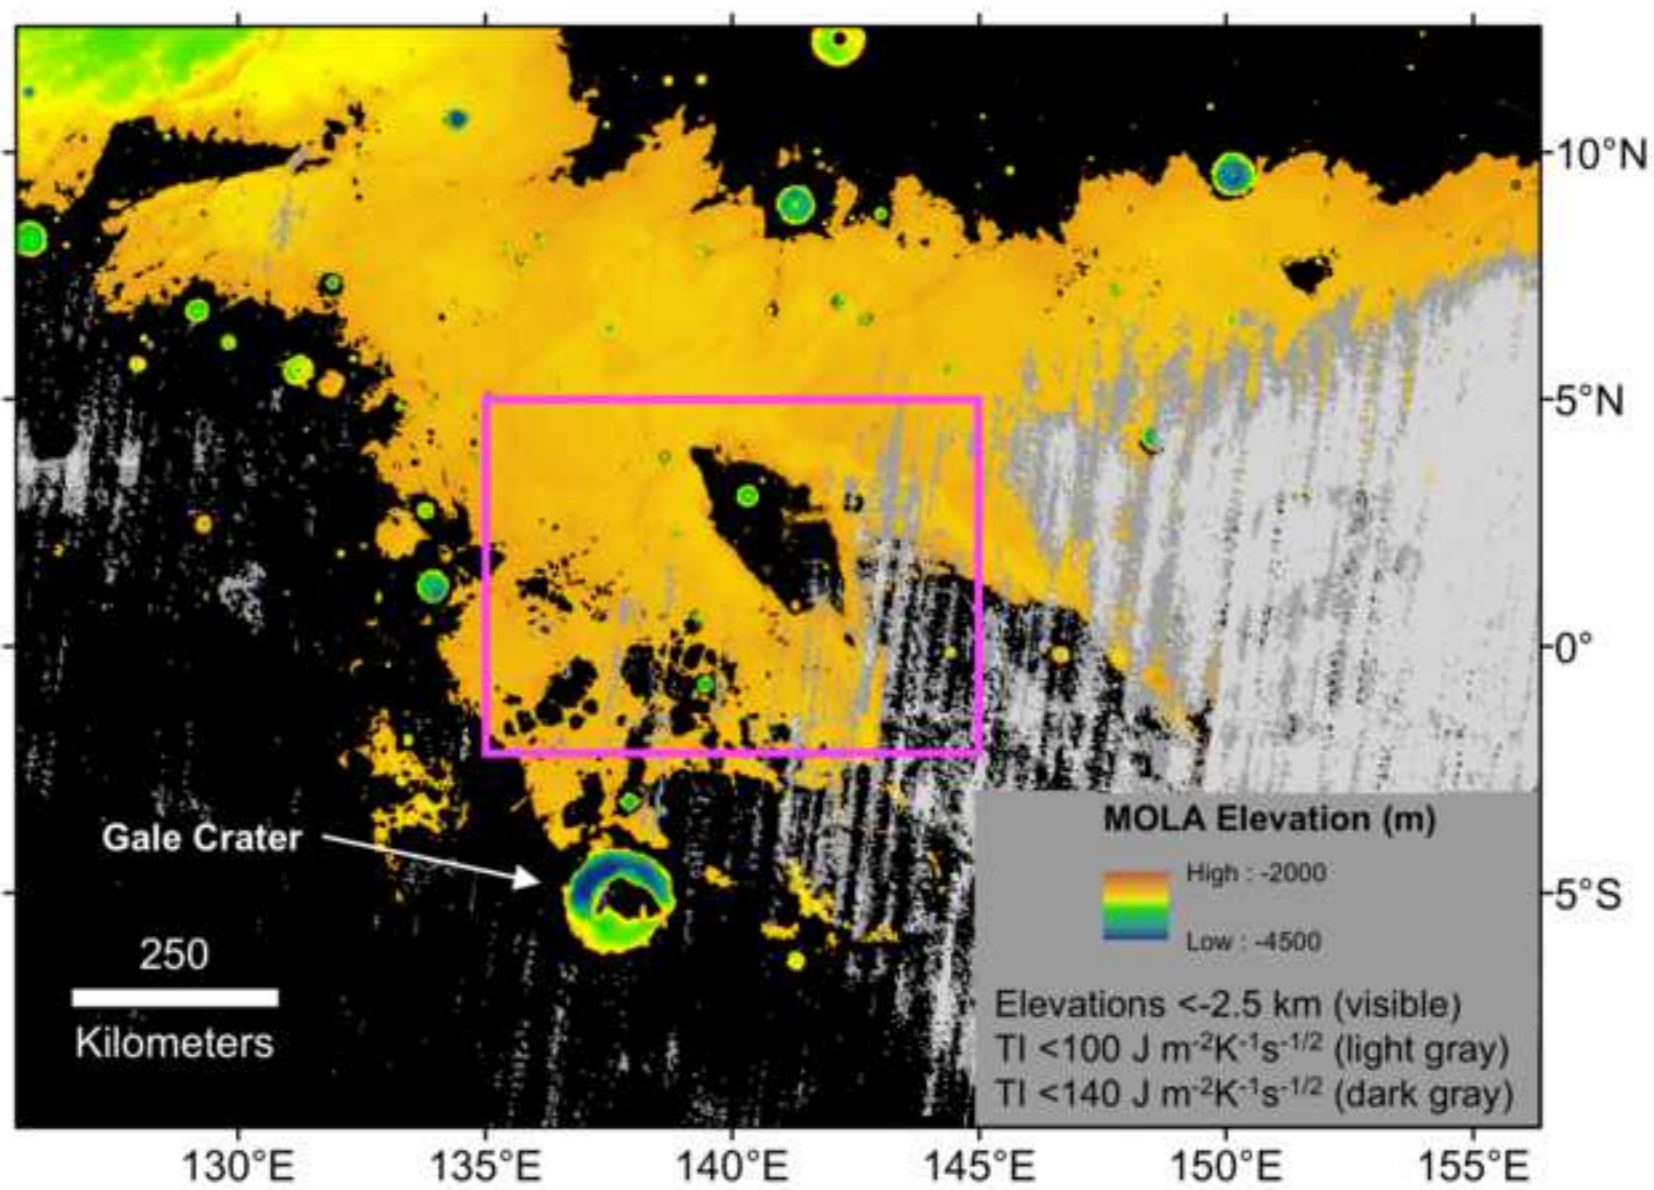 10°N
5°N
0°
5°S
Gale Crater
250
Kilometers
MOLA Elevation (m)
High : -2000
Low : -4500
Elevations <-2.5 km (visible)
TI <100 J m-2K-1s-1/2 (light gray)
TI <140 J m-2K-1s-1/2 (dark gray)
130°E 135°E 140°E 145°E 150°E 155°E